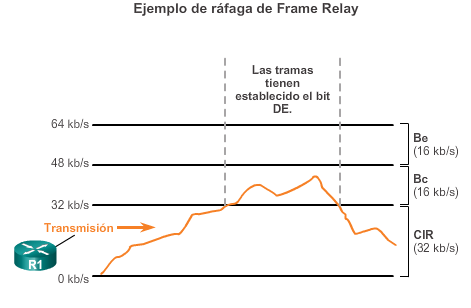 Ejemplo de ráfaga de Frame Relay
Las tramas
tienen
establecido el bit
DE.
64 kb/s
Be
(16 kb/s)
48 kb/s
Bc
(16 kb/s)
32 kb/s
Transmisión
CIR
(32 kb/s)
R1
0 kb/s